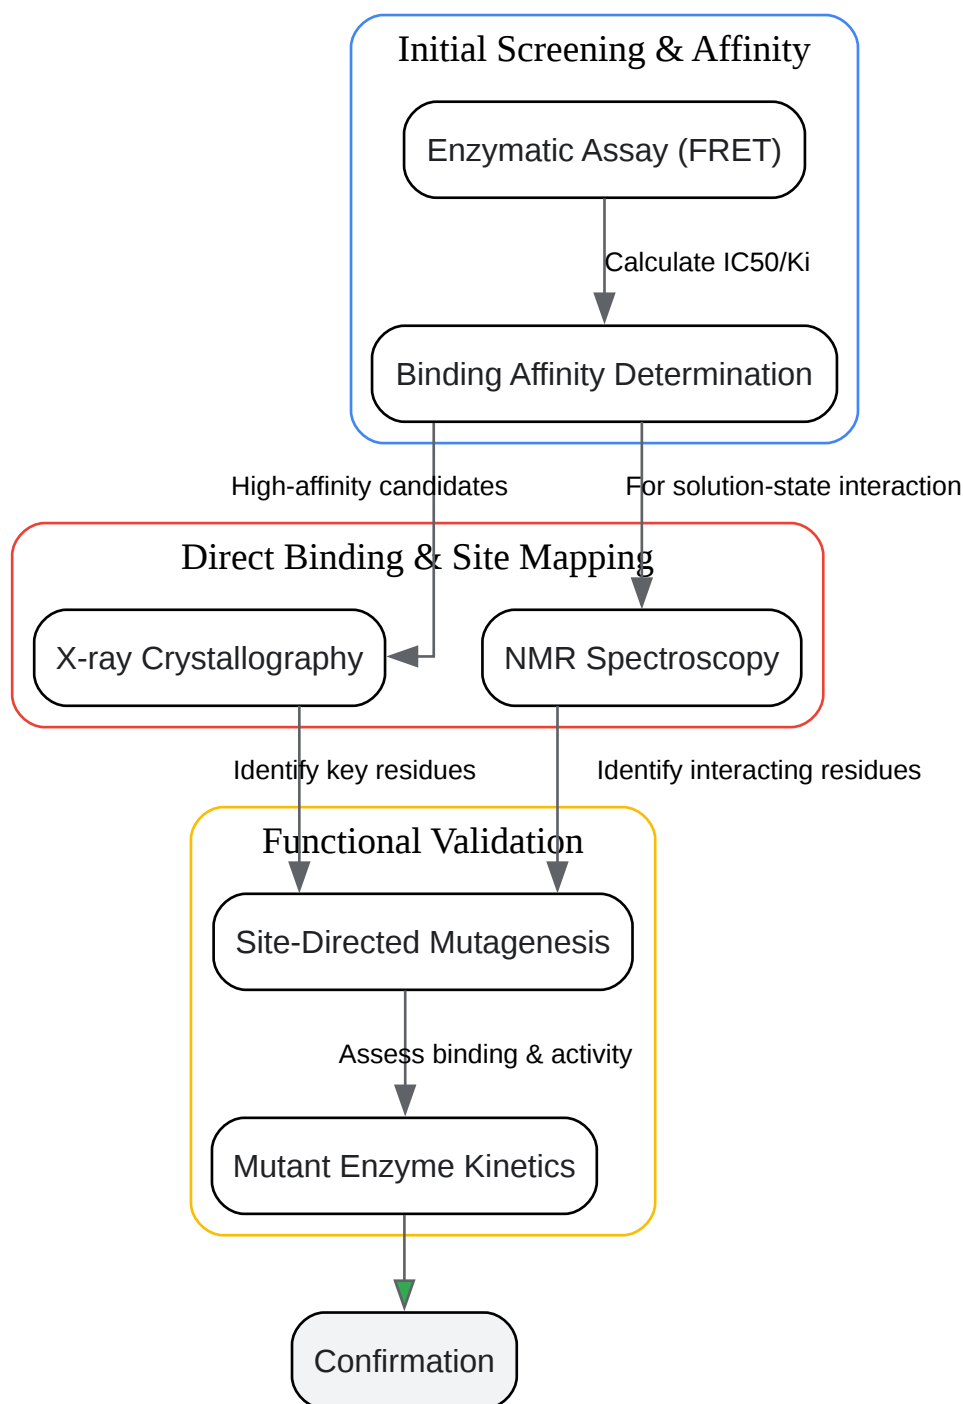 Initial Screening & Affinity
Enzymatic Assay (FRET)
Calculate IC50/Ki
Binding Affinity Determination
High-affinity candidates
For solution-state interaction
Direct Binding & Site Mapping
X-ray Crystallography
NMR Spectroscopy
Identify key residues
Identify interacting residues
Functional Validation
Site-Directed Mutagenesis
Assess binding & activity
Mutant Enzyme Kinetics
Confirmation